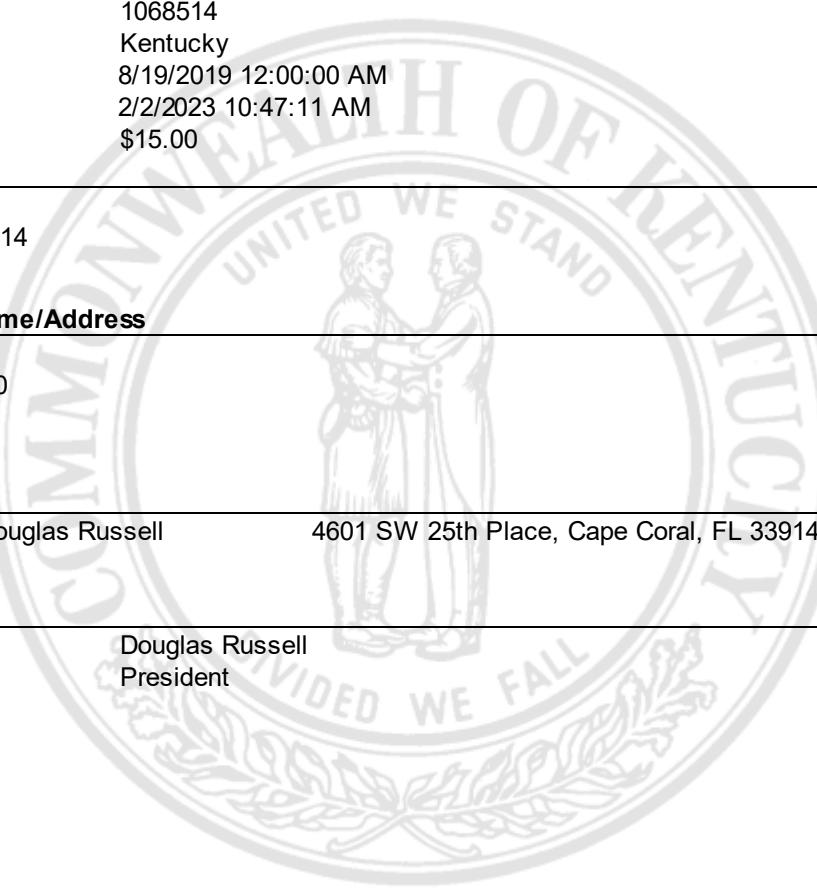 1068514
Kentucky
8/19/2019 12:00:00 AM
2/2/2023 10:47:11 AM
$15.00
14
me/Address
0
ouglas Russell 4601 SW 25th Place, Cape Coral, FL 33914
Douglas Russell
President
COMMONWEALTH OF KENTUCKY
UNITED WE STAND
DIVIDED WE FALL